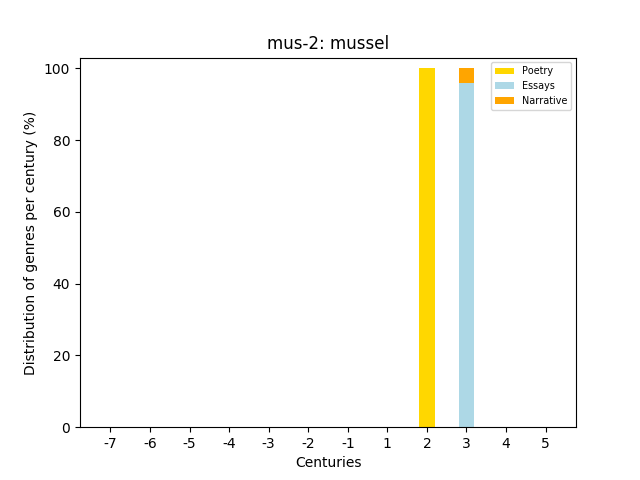 mus-2: mussel
Distribution of genres per century (%)
100
80
60
40
20
0
Poetry
Essays
Narrative
-7 -6 -5 -4 -3 -2 -1 1 2 3 4 5
Centuries